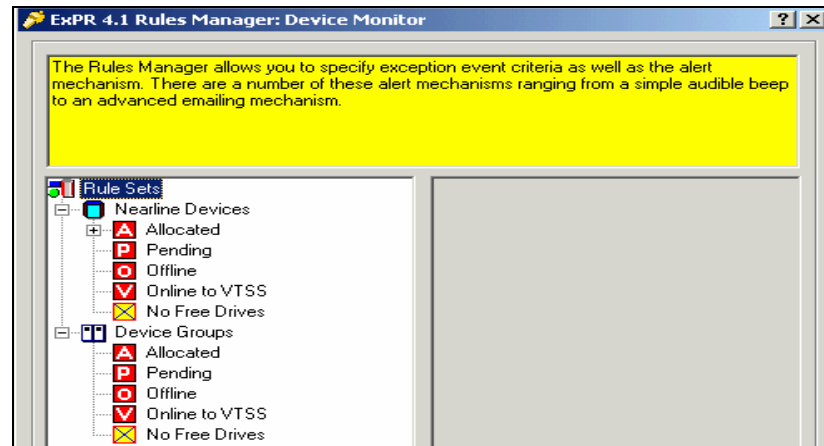 ExPR 4.1 Rules Manager: Device Monitor
The Rules Manager allows you to specify exception event criteria as well as the alert
mechanism. There are a number of these alert mechanisms ranging from a simple audible beep
to an advanced emailing mechanism.
Rule Sets
Nearline Devices
A Allocated
P Pending
O Offline
V Online to VTSS
No Free Drives
Device Groups
A Allocated
P Pending
O Offline
V Online to VTSS
No Free Drives